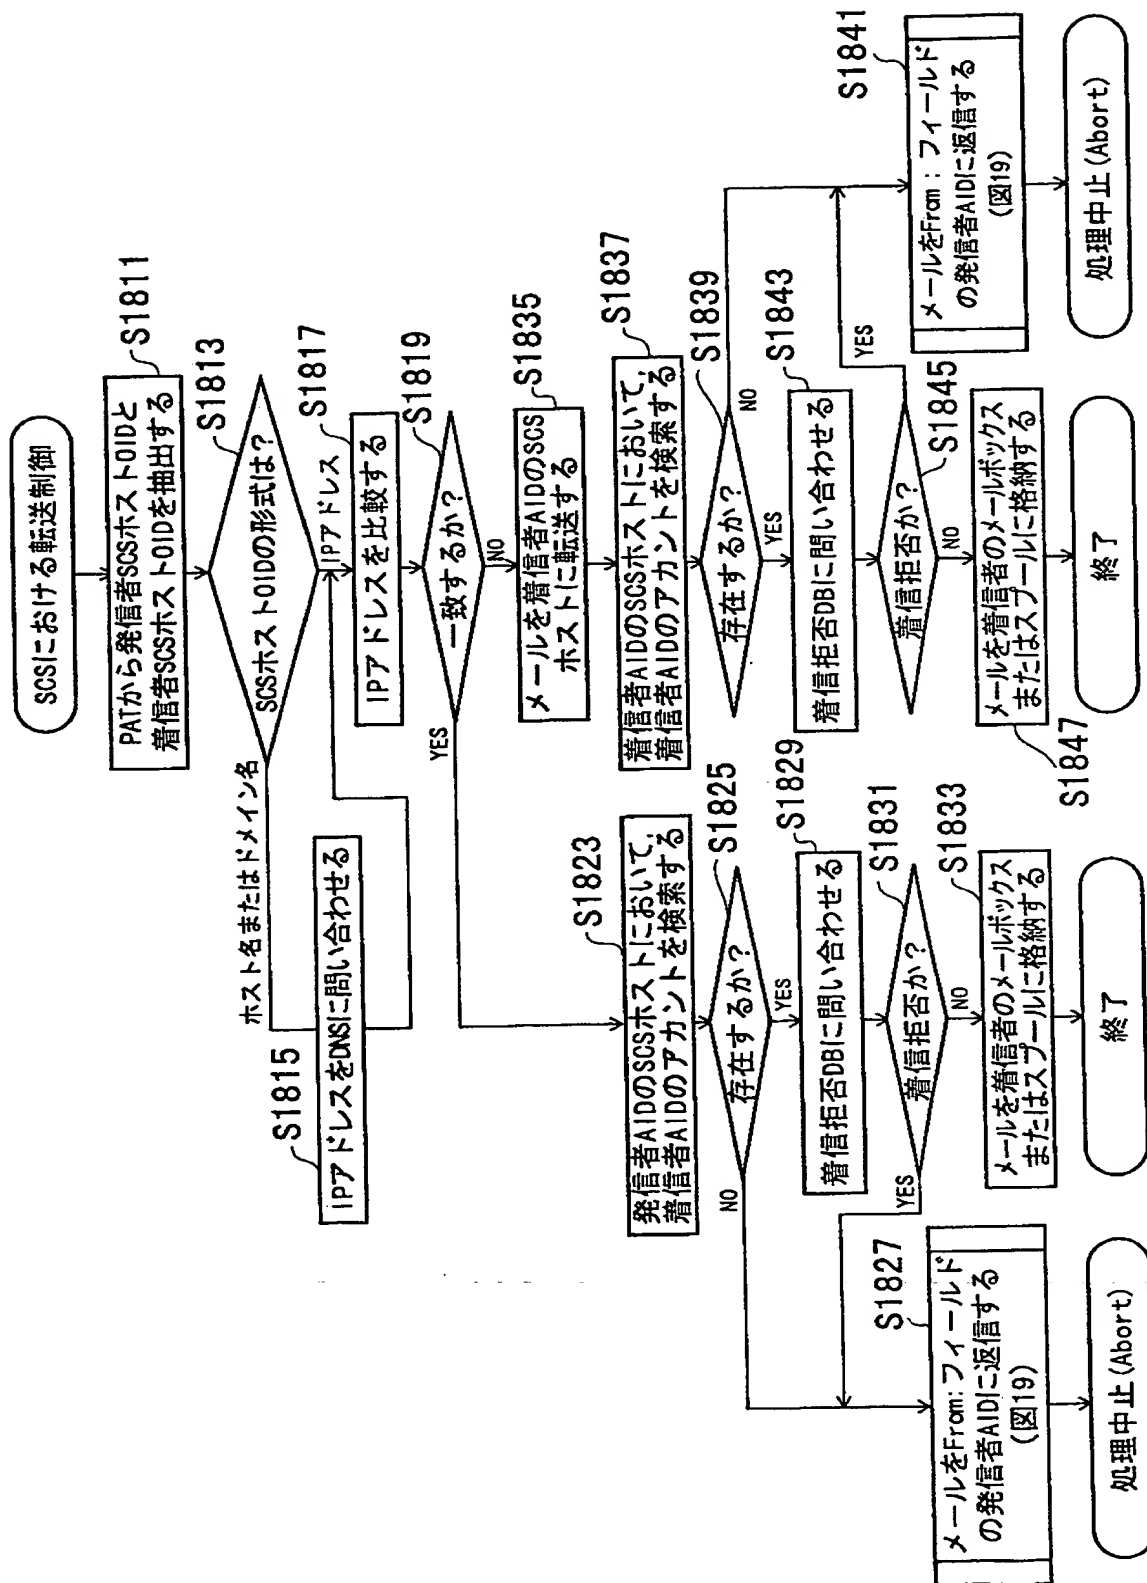 SCSにおける転送制御
PATから発信者SCSホストOIDと
着信者SCSホストOIDを抽出する
S1811
SCSホストOIDの形式は?
S1813
ホスト名またはドメイン名
IPアドレスをDNSに問い合わせる
S1815
IPアドレス
S1817
IPアドレスを比較する
S1819
一致するか?
YES
NO
メールを着信者AIDのSCS
ホストに転送する
S1835
発信者AIDのSCSホストにおいて,
着信者AIDのアカントを検索する
S1823
存在するか?
S1825
NO
YES
着信拒否DBに問い合わせる
S1829
着信拒否か?
S1831
YES
NO
メールを着信者のメールボックス
またはスプールに格納する
S1833
終了
S1827
メールをFrom:フィールド
の発信者AIDに返信する
(図19)
処理中止(Abort)
着信者AIDのSCSホストにおいて,
着信者AIDのアカントを検索する
S1837
存在するか?
S1839
NO
YES
着信拒否DBに問い合わせる
S1843
着信拒否か?
S1845
YES
NO
メールを着信者のメールボックス
またはスプールに格納する
S1847
終了
S1841
メールをFrom:フィールド
の発信者AIDに返信する
(図19)
処理中止(Abort)